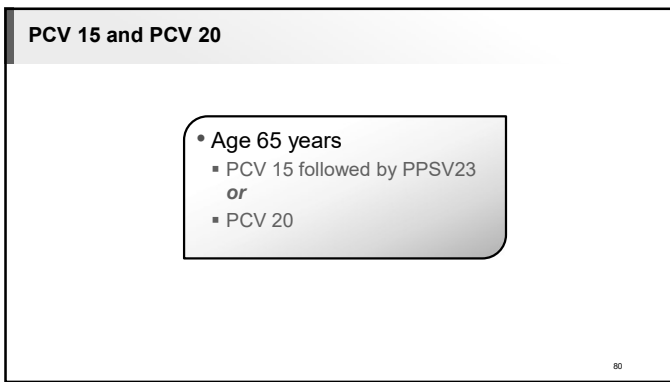 PCV 15 and PCV 20
• Age 65 years
▪ PCV 15 followed by PPSV23
or
▪ PCV 20
80